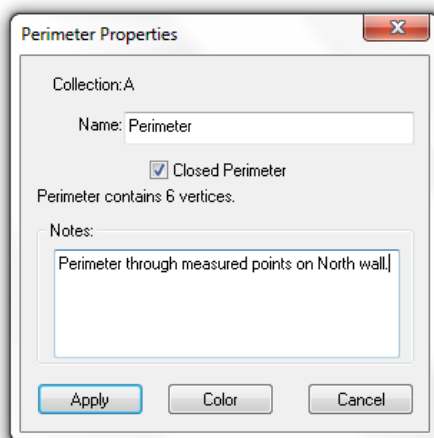 Perimeter Properties
Collection:A
Name: Perimeter
Closed Perimeter
Perimeter contains 6 vertices.
Notes:
Perimeter through measured points on North wall.
Apply Color Cancel